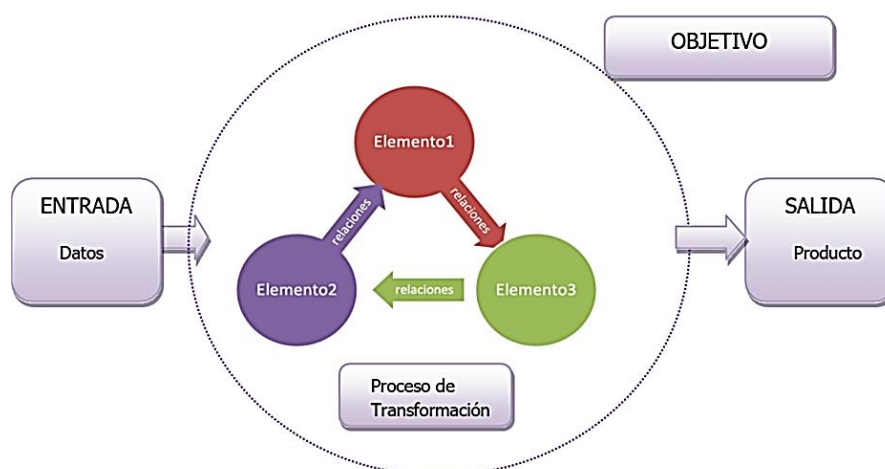 OBJETIVO
Elemento1
relaciones
relaciones
ENTRADA
Datos
SALIDA
Producto
Elemento2
relaciones
Elemento3
Proceso de
Transformación